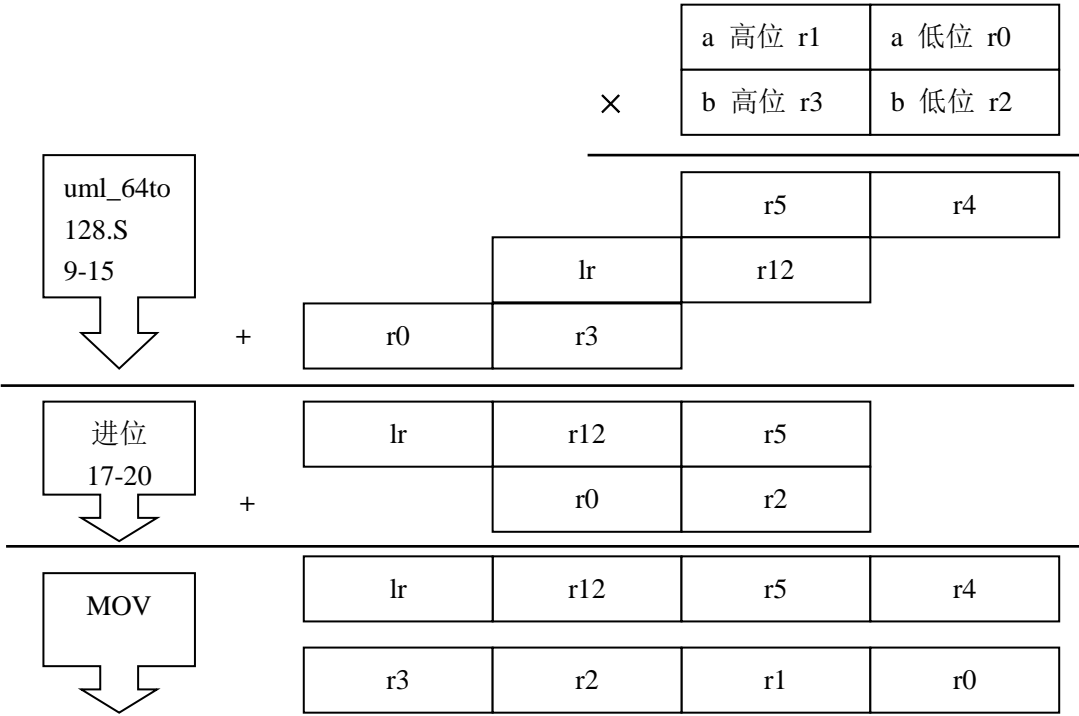 a 高位 r1 a 低位 r0
× b 高位 r3 b 低位 r2
uml_64to
128.S
9-15
r5 r4
lr r12
+ r0 r3
进位
17-20
lr r12 r5
+ r0 r2
MOV
lr r12 r5 r4
r3 r2 r1 r0